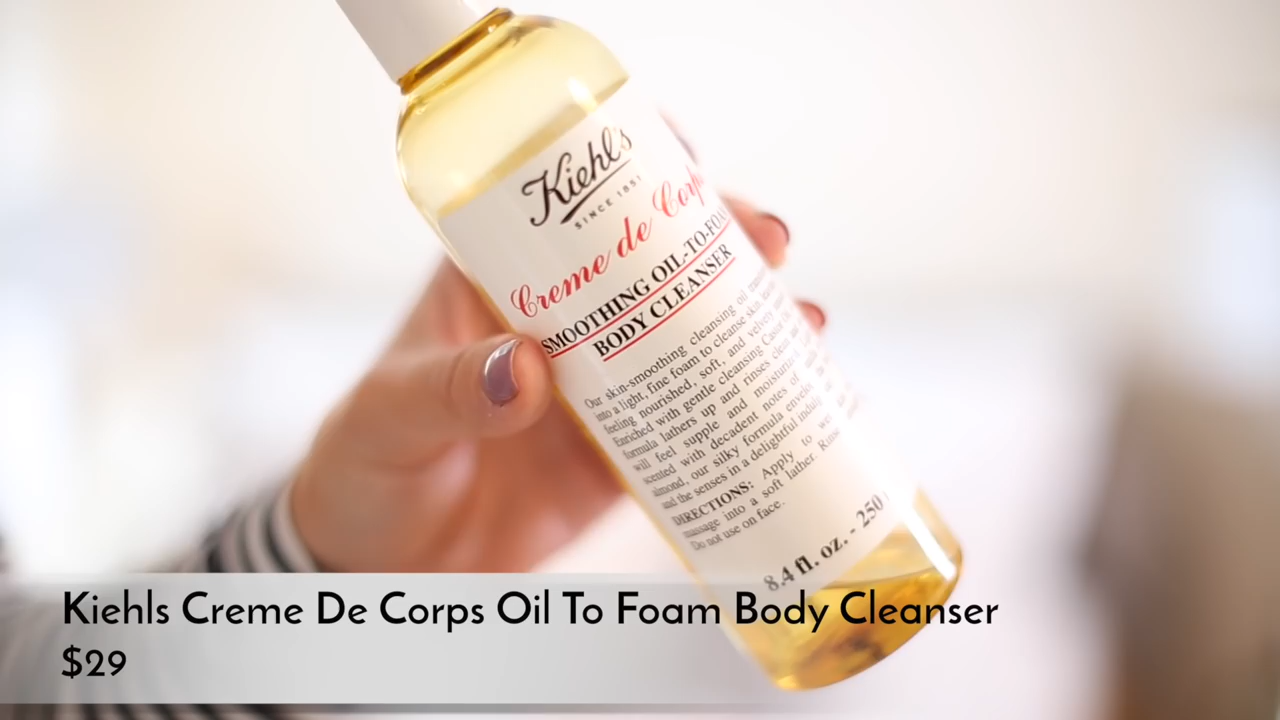 Kiehl's
SINCE 1851
Creme de Corps
SMOOTHING OIL-TO-FOAM
BODY CLEANSER
Our skin-smoothing cleansing oil
into a light, fine foam to cleanse skin
feeling nourished, soft, and velvety
Enriched with gentle cleansing Castor
formula lathers up and rinses clean
will feel supple and moisturized
scented with decadent notes of
almond, our silky formula envelops
and the senses in a delightful
DIRECTIONS: Apply to wet
massage into a soft lather. Rinse
Do not use on face.
8.4 fl. oz. - 250
Kiehls Creme De Corps Oil To Foam Body Cleanser
$29